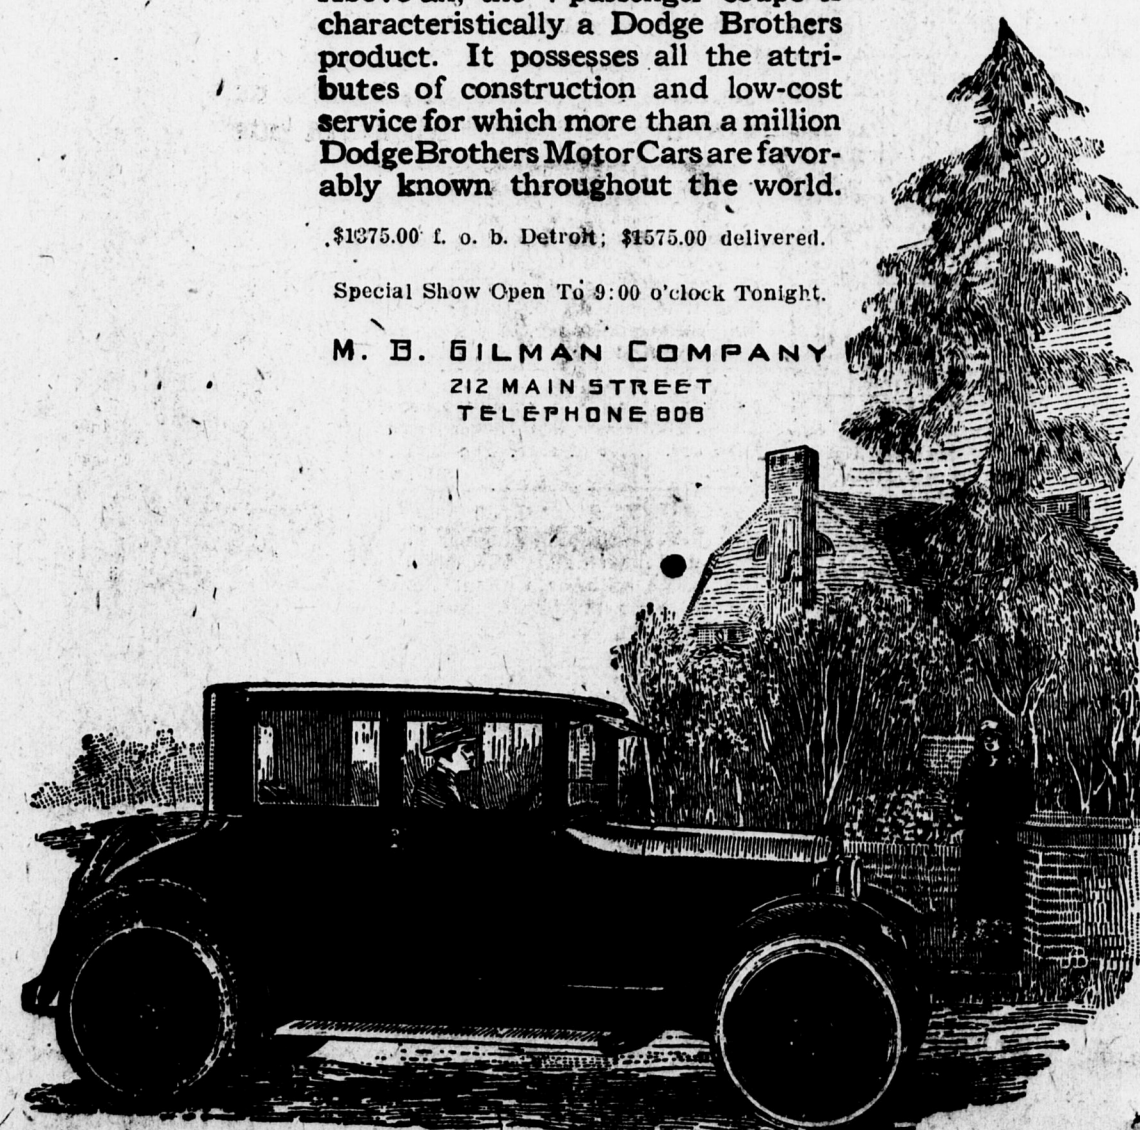 characteristically a Dodge Brothers
product. It possesses all the attri-
butes of construction and low-cost
service for which more than a million
Dodge Brothers Motor Cars are favor-
ably known throughout the world.
$1375.00 f. o. b. Detroit; $1575.00 delivered.
Special Show Open To 9:00 o'clock Tonight.
M. B. GILMAN COMPANY
212 MAIN STREET
TELEPHONE 808